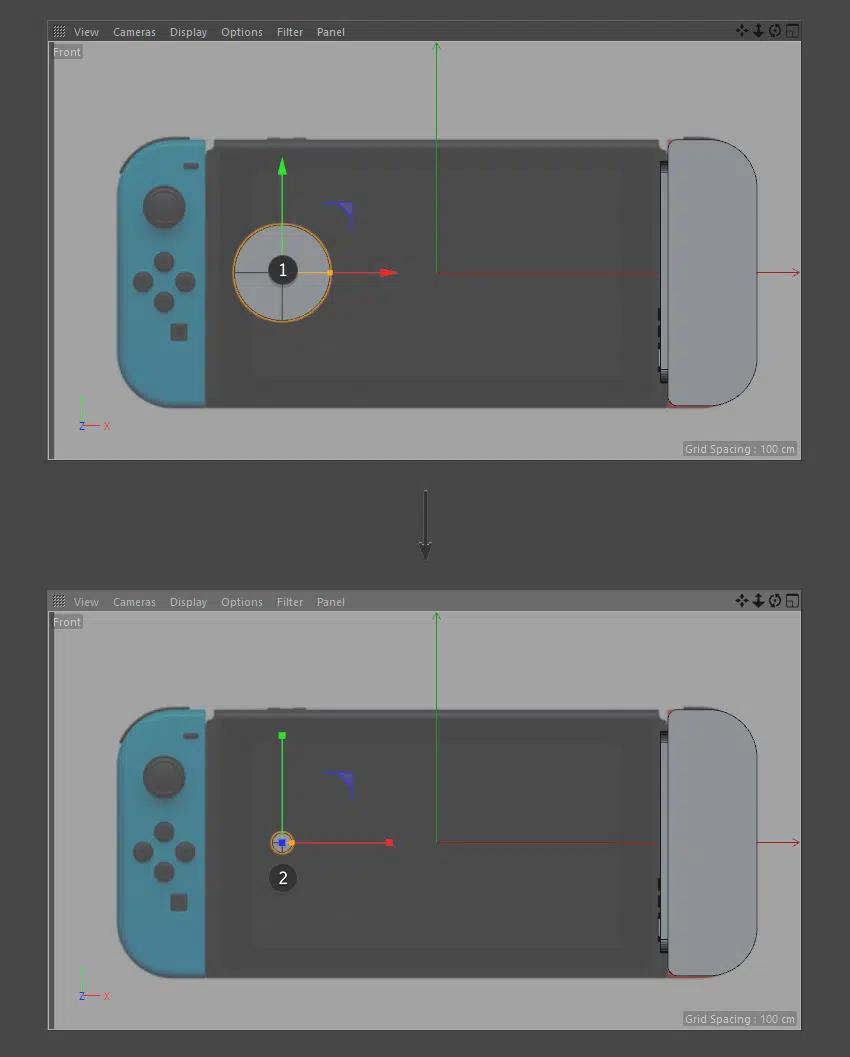 View Cameras Display Options Filter Panel
Front
1
Y
Z X
Grid Spacing : 100 cm
View Cameras Display Options Filter Panel
Front
2
Y
Z X
Grid Spacing : 100 cm